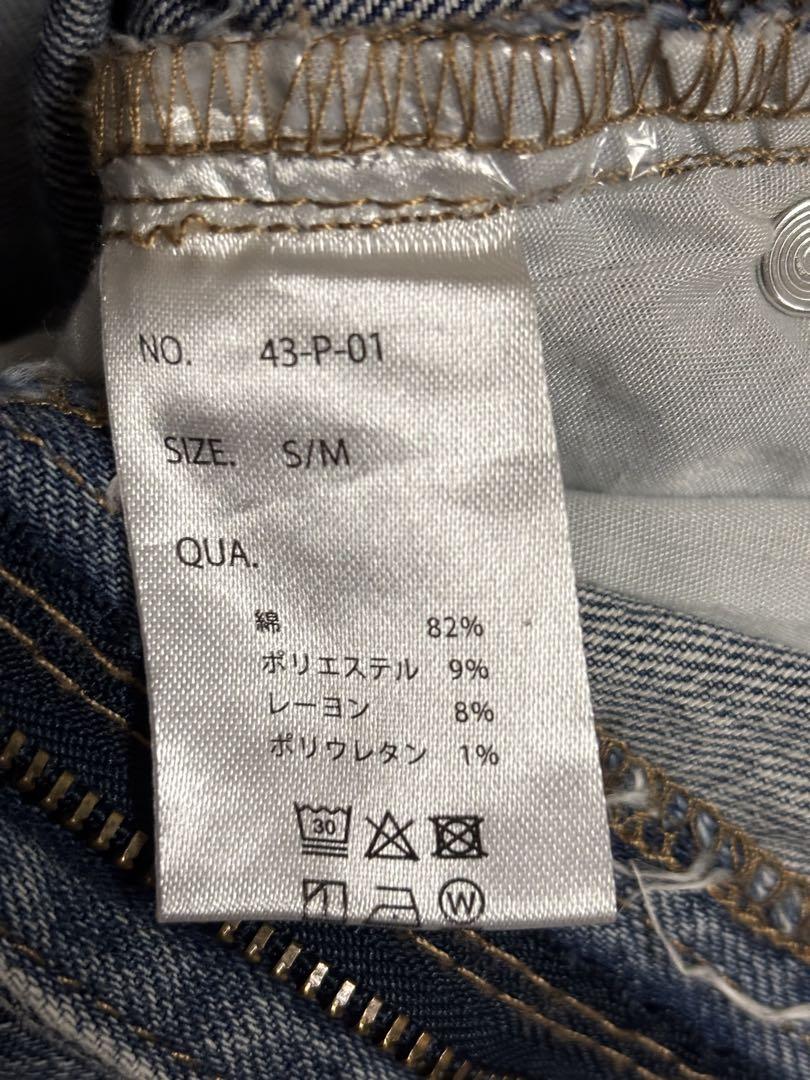 NO. 43-P-01
SIZE. S/M
QUA.
綿 82%
ポリエステル 9%
レーヨン 8%
ポリウレタン 1%
30
W